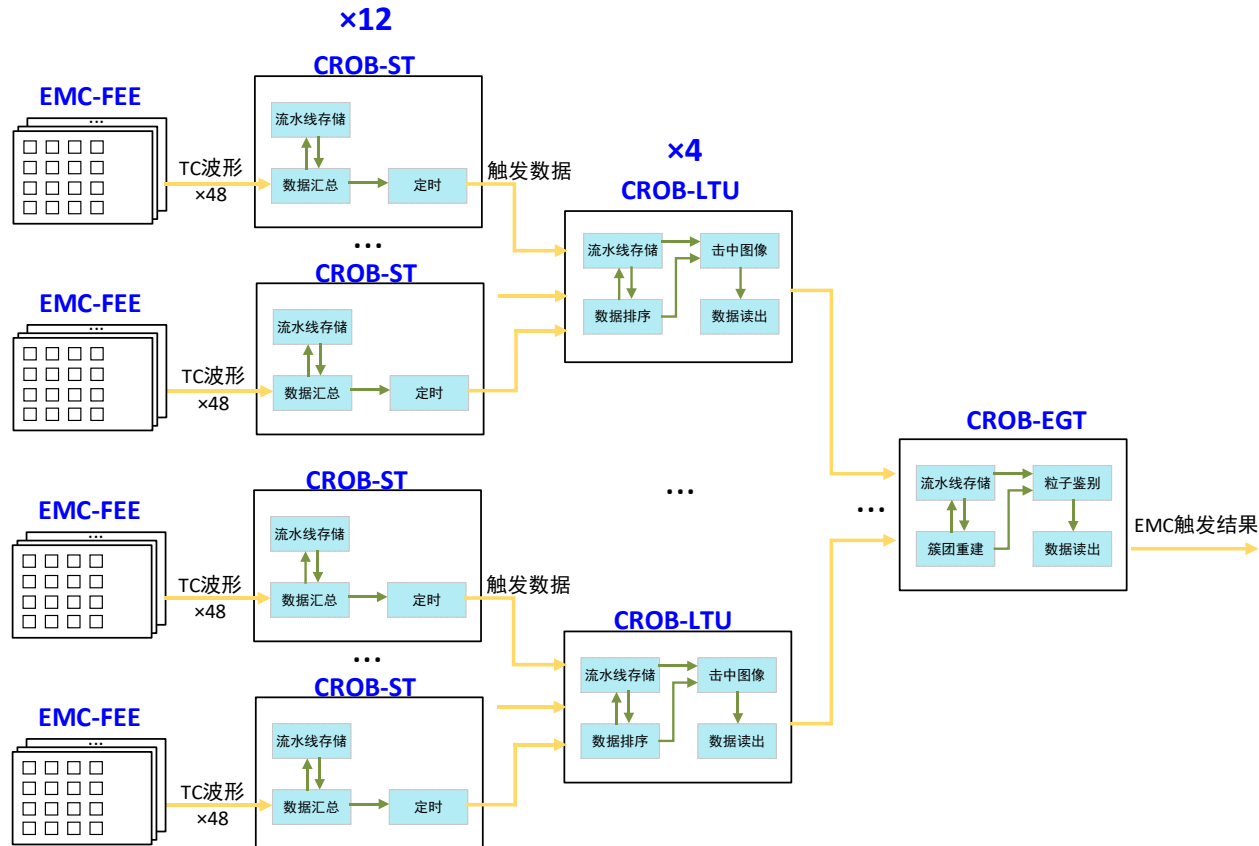 ×12
CROB-ST
EMC-FEE
...
流水线存储
TC波形
×48
数据汇总
定时
触发数据
...
×4
CROB-LTU
流水线存储
击中图像
数据排序
数据读出
CROB-ST
EMC-FEE
...
流水线存储
TC波形
×48
数据汇总
定时
CROB-EGT
流水线存储
粒子鉴别
簇团重建
数据读出
EMC触发结果
...
...
CROB-ST
EMC-FEE
...
流水线存储
TC波形
×48
数据汇总
定时
触发数据
...
CROB-LTU
流水线存储
击中图像
数据排序
数据读出
CROB-ST
EMC-FEE
...
流水线存储
TC波形
×48
数据汇总
定时